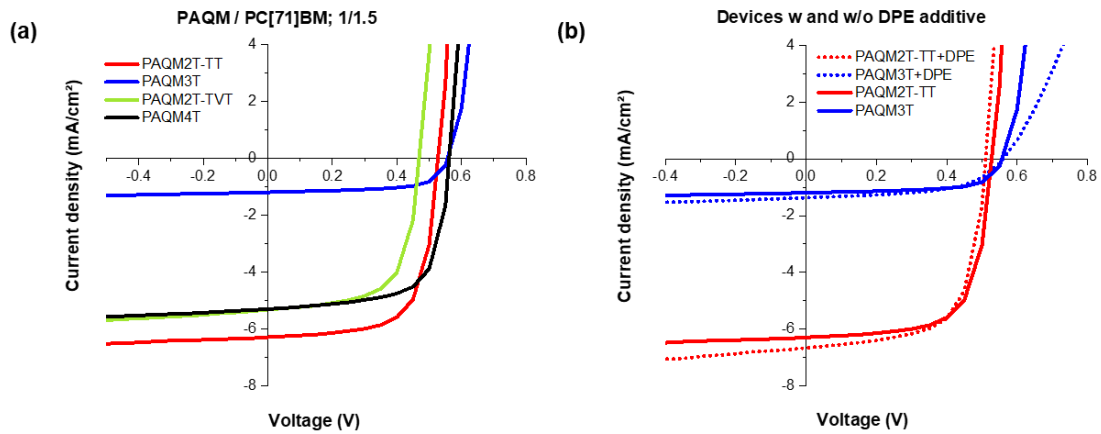 (a)
PAQM / PC[71]BM; 1/1.5
4
2
0
-2
-4
-6
-8
-0.4
-0.2
0.0
0.2
0.4
0.6
0.8
PAQM2T-TT
PAQM3T
PAQM2T-TVT
PAQM4T
Current density (mA/cm²)
Voltage (V)
(b)
Devices w and w/o DPE additive
4
2
0
-2
-4
-6
-8
-0.4
-0.2
0.0
0.2
0.4
0.6
0.8
PAQM2T-TT+DPE
PAQM3T+DPE
PAQM2T-TT
PAQM3T
Current density (mA/cm²)
Voltage (V)